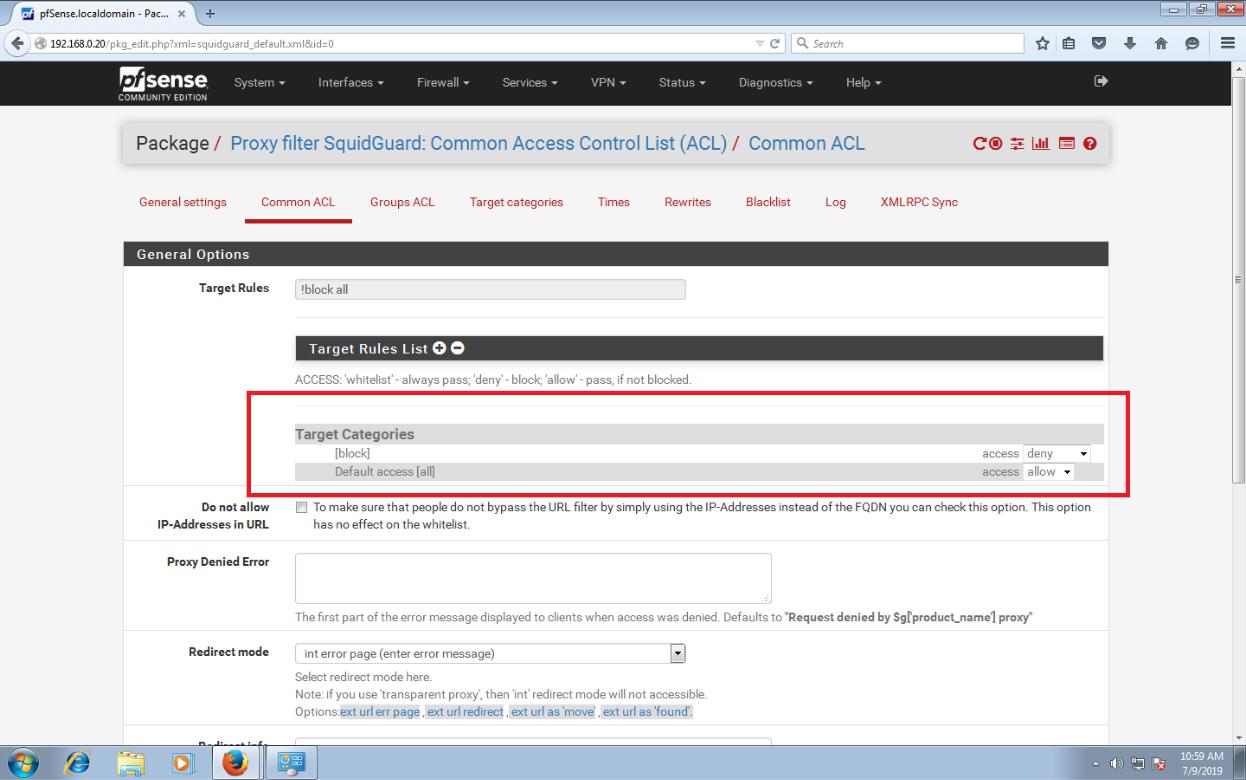 pfSense.localdomain - Pac...
192.168.0.20/pkg_edit.php?xml=squidguard_default.xml&id=0
Search
pfsense
COMMUNITY EDITION
System Interfaces Firewall Services VPN Status Diagnostics Help
Package / Proxy filter SquidGuard: Common Access Control List (ACL) / Common ACL
General settings Common ACL Groups ACL Target categories Times Rewrites Blacklist Log XMLRPC Sync
General Options
Target Rules !block all
Target Rules List
ACCESS: 'whitelist' - always pass; 'deny' - block; 'allow' - pass, if not blocked.
Target Categories
[block] access deny
Default access [all] access allow
Do not allow To make sure that people do not bypass the URL filter by simply using the IP-Addresses instead of the FQDN you can check this option. This option
IP-Addresses in URL has no effect on the whitelist.
Proxy Denied Error
The first part of the error message displayed to clients when access was denied. Defaults to "Request denied by $g['product_name'] proxy"
Redirect mode int error page (enter error message)
Select redirect mode here.
Note: if you use 'transparent proxy', then 'int' redirect mode will not accessible.
Options:ext url err page , ext url redirect , ext url as 'move' , ext url as 'found'.
Redirect info
10:59 AM
7/9/2019